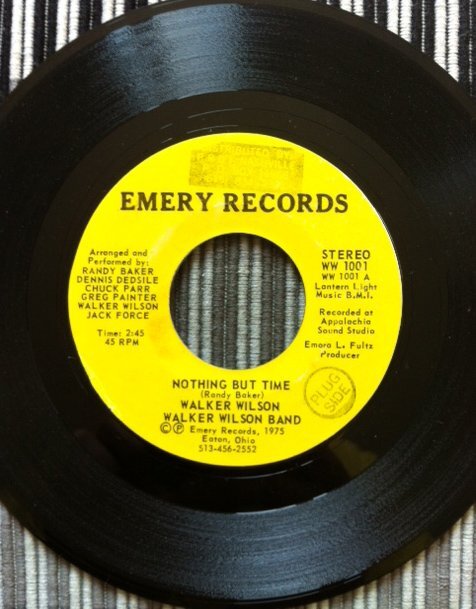 EMERY RECORDS
Arranged and
Performed by:
RANDY BAKER
DENNIS DEDSILE
CHUCK PARR
GREG PAINTER
WALKER WILSON
JACK FORCE
Time: 2:45
45 RPM
STEREO
WW 1001
WW 1001 A
Lantern Light
Music B.M.I.
Recorded at
Appalachia
Sound Studio
Emora L. Fultz
Producer
PLUG
SIDE
NOTHING BUT TIME
(Randy Baker)
WALKER WILSON
WALKER WILSON BAND
©℗ Emery Records, 1975
Eaton, Ohio
513-456-2552